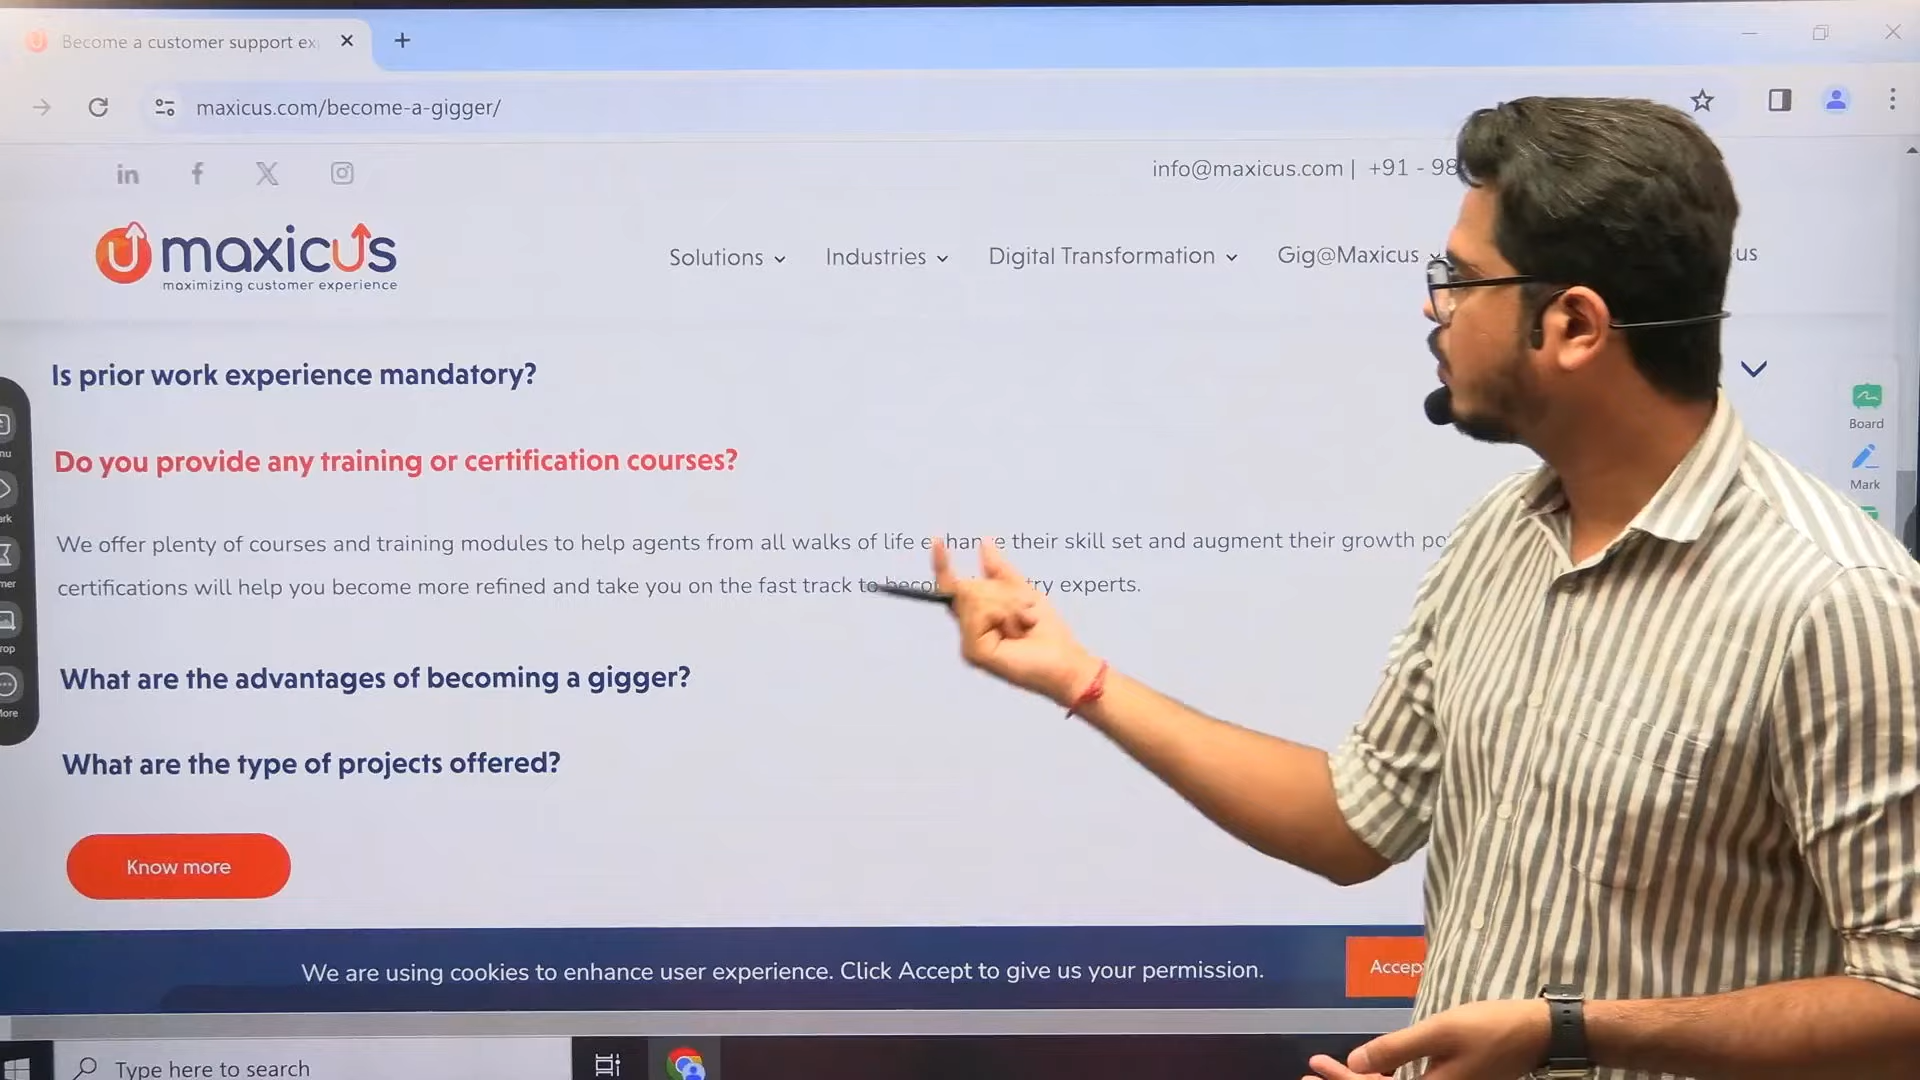 Become a customer support ex
maxicus.com/become-a-gigger/
info@maxicus.com | +91 - 98
maxicus
maximizing customer experience
Solutions
Industries
Digital Transformation
Gig@Maxicus
us
Is prior work experience mandatory?
Do you provide any training or certification courses?
We offer plenty of courses and training modules to help agents from all walks of life enhance their skill set and augment their growth po
certifications will help you become more refined and take you on the fast track to experts.
What are the advantages of becoming a gigger?
What are the type of projects offered?
Know more
We are using cookies to enhance user experience. Click Accept to give us your permission.
Accep
Board
Mark
Type here to search